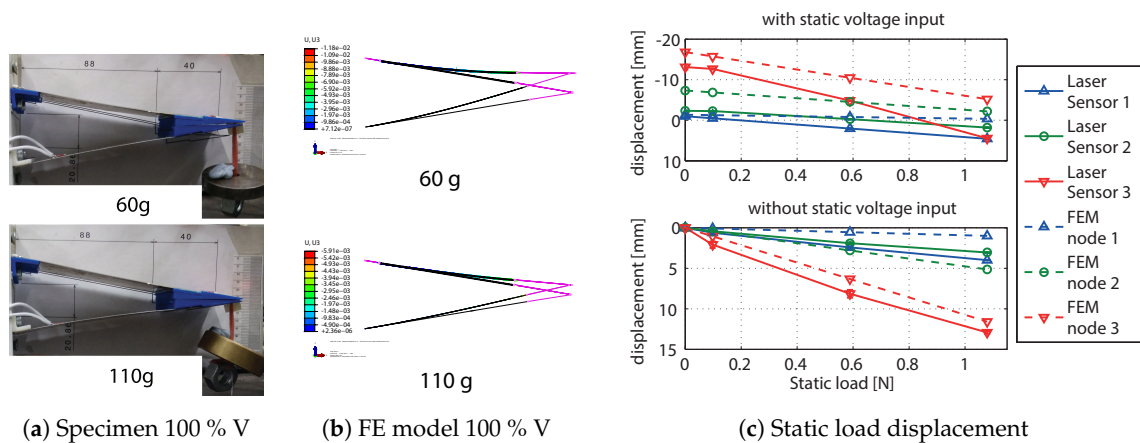 88
40
20.86
60g
88
40
20.86
110g
(a) Specimen 100 % V
U, U3
-1.18e-02
-1.09e-02
-9.86e-03
-8.88e-03
-7.89e-03
-6.90e-03
-5.92e-03
-4.93e-03
-3.95e-03
-2.96e-03
-1.97e-03
-9.86e-04
+7.12e-07
60 g
U, U3
-5.91e-03
-5.42e-03
-4.93e-03
-4.43e-03
-3.94e-03
-3.45e-03
-2.95e-03
-2.46e-03
-1.97e-03
-1.48e-03
-9.83e-04
-4.90e-04
+2.36e-06
110 g
(b) FE model 100 % V
with static voltage input
displacement [mm]
-20
-10
0
10
0 0.2 0.4 0.6 0.8 1
without static voltage input
displacement [mm]
0
5
10
15
0 0.2 0.4 0.6 0.8 1
Static load [N]
Laser
Sensor 1
Laser
Sensor 2
Laser
Sensor 3
FEM
node 1
FEM
node 2
FEM
node 3
(c) Static load displacement